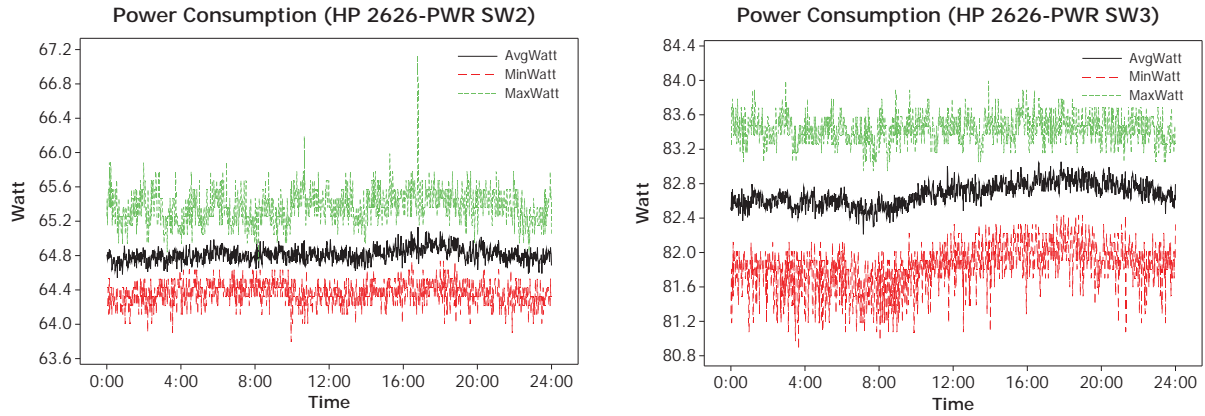 Power Consumption (HP 2626-PWR SW2)
67.2
66.8
66.4
66.0
65.6
65.2
64.8
64.4
64.0
63.6
Watt
AvgWatt
MinWatt
MaxWatt
0:00 4:00 8:00 12:00 16:00 20:00 24:00
Time
Power Consumption (HP 2626-PWR SW3)
84.4
84.0
83.6
83.2
82.8
82.4
82.0
81.6
81.2
80.8
Watt
AvgWatt
MinWatt
MaxWatt
0:00 4:00 8:00 12:00 16:00 20:00 24:00
Time